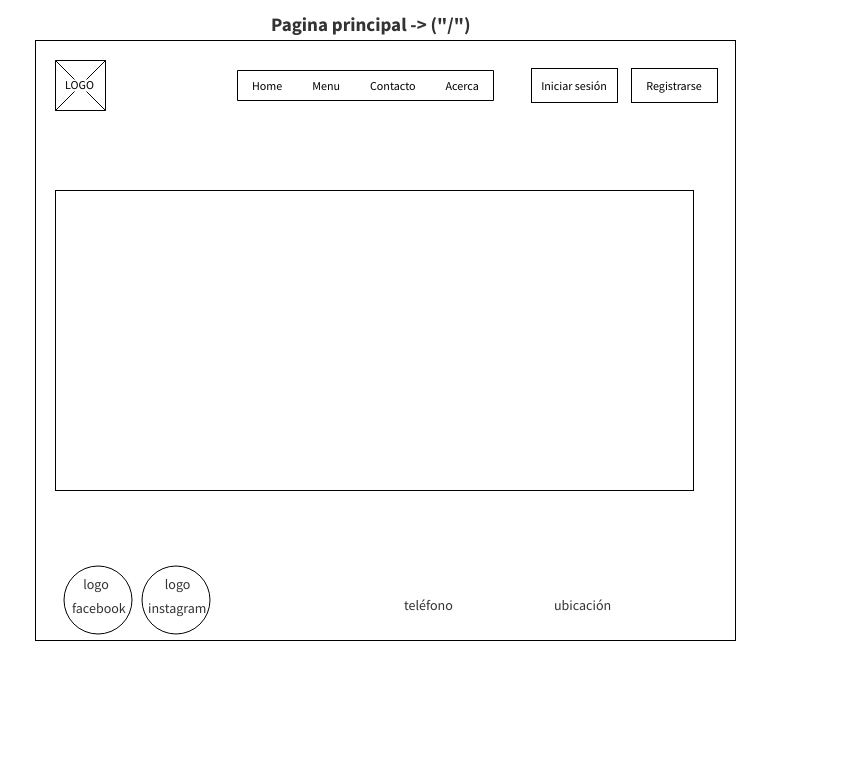 Pagina principal -> ("/")
LOGO
Home Menu Contacto Acerca
Iniciar sesión
Registrarse
logo
facebook
logo
instagram
teléfono
ubicación